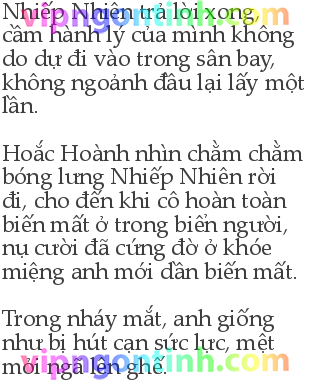 Nhiếp Nhiên trả lời xong,
cầm hành lý của mình không
do dự đi vào trong sân bay,
không ngoảnh đầu lại lấy một
lần.
Hoắc Hoành nhìn chằm chằm
bóng lưng Nhiếp Nhiên rời
đi, cho đến khi cô hoàn toàn
biến mất ở trong biển người,
nụ cười đã cứng đờ ở khóe
miệng anh mới dần biến mất.
Trong nháy mắt, anh giống
như bị hút cạn sức lực, mệt
mỏi ngã lên ghế.
vipngontinh.com
vipngontinh.com